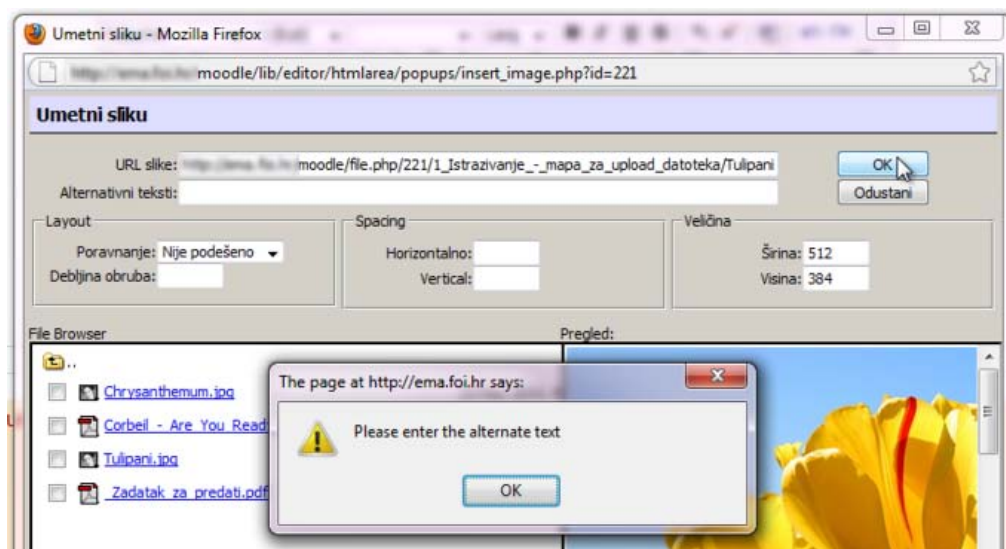 Umetni sliku - Mozilla Firefox
moodle/lib/editor/htmlarea/popups/insert_image.php?id=221
Umetni sliku
URL slike: moodle/file.php/221/1_Istrazivanje_-_mapa_za_upload_datoteka/Tulipani OK
Alternativni teksti: Odustani
Layout Spacing Veličina
Poravnanje: Nije podešeno Horizontalno: Širina: 512
Debljina obruba: Vertical: Visina: 384
File Browser Pregled:
..
Chrysanthemum.jpg
Corbeil - Are You Read
Tulipani.jpg
_Zadatak_za_predati.pdf
The page at http://ema.foi.hr says:
Please enter the alternate text
OK